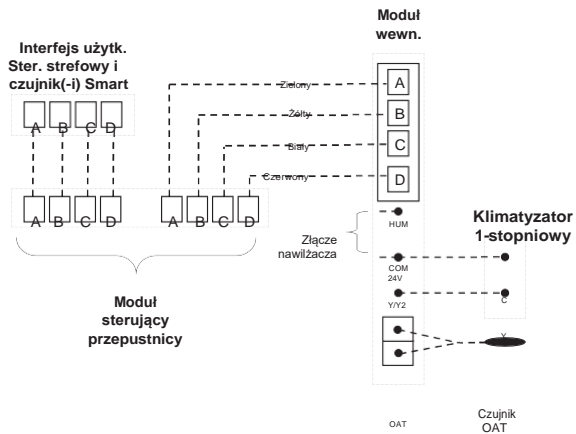 Moduł
wewn.
Interfejs użytk.
Ster. strefowy i
czujnik(-i) Smart
A B C D
Zielony
Żółty
Biały
Czerwony
A
B
C
D
A B C D
A B C D
HUM
Złącze
nawilżacza
Klimatyzator
1-stopniowy
COM
24V
C
Y/Y2
Y
Moduł
sterujący
przepustnicy
OAT
Czujnik
OAT